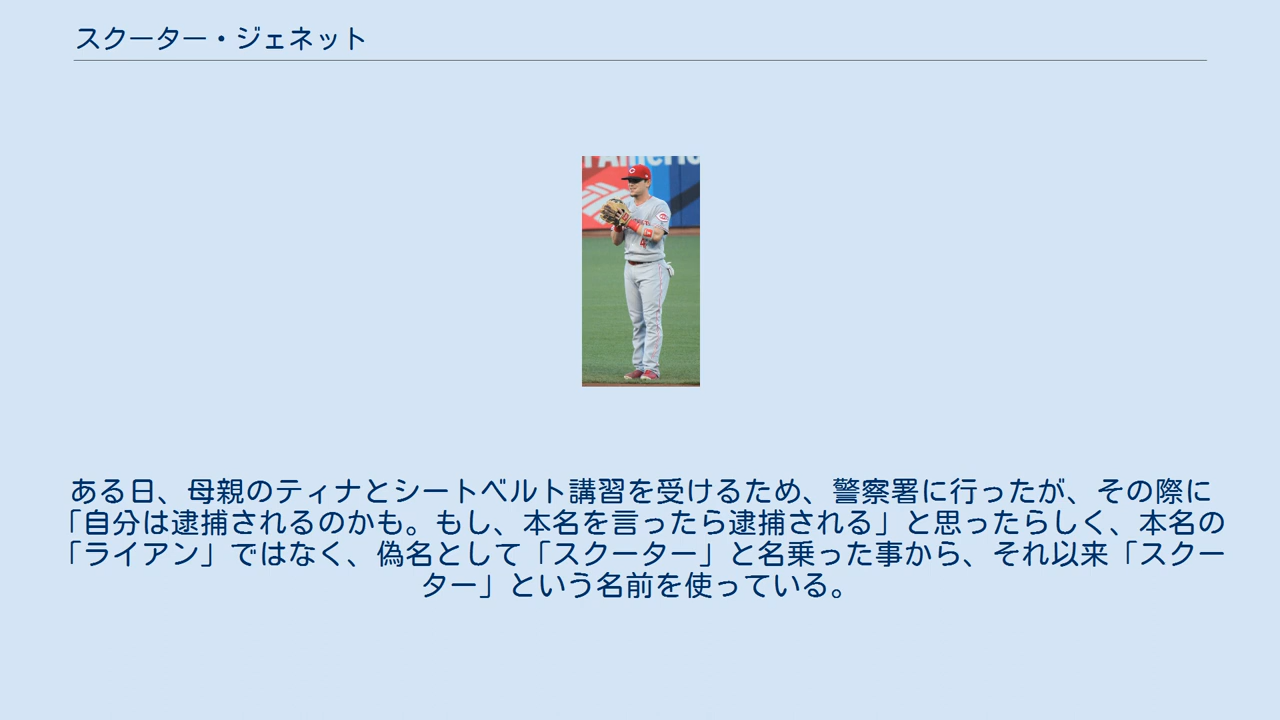 スクーター・ジェネット
ある日、母親のティナとシートベルト講習を受けるため、警察署に行ったが、その際に
「自分は逮捕されるのかも。もし、本名を言ったら逮捕される」と思ったらしく、本名の
「ライアン」ではなく、偽名として「スクーター」と名乗った事から、それ以来「スクー
ター」という名前を使っている。